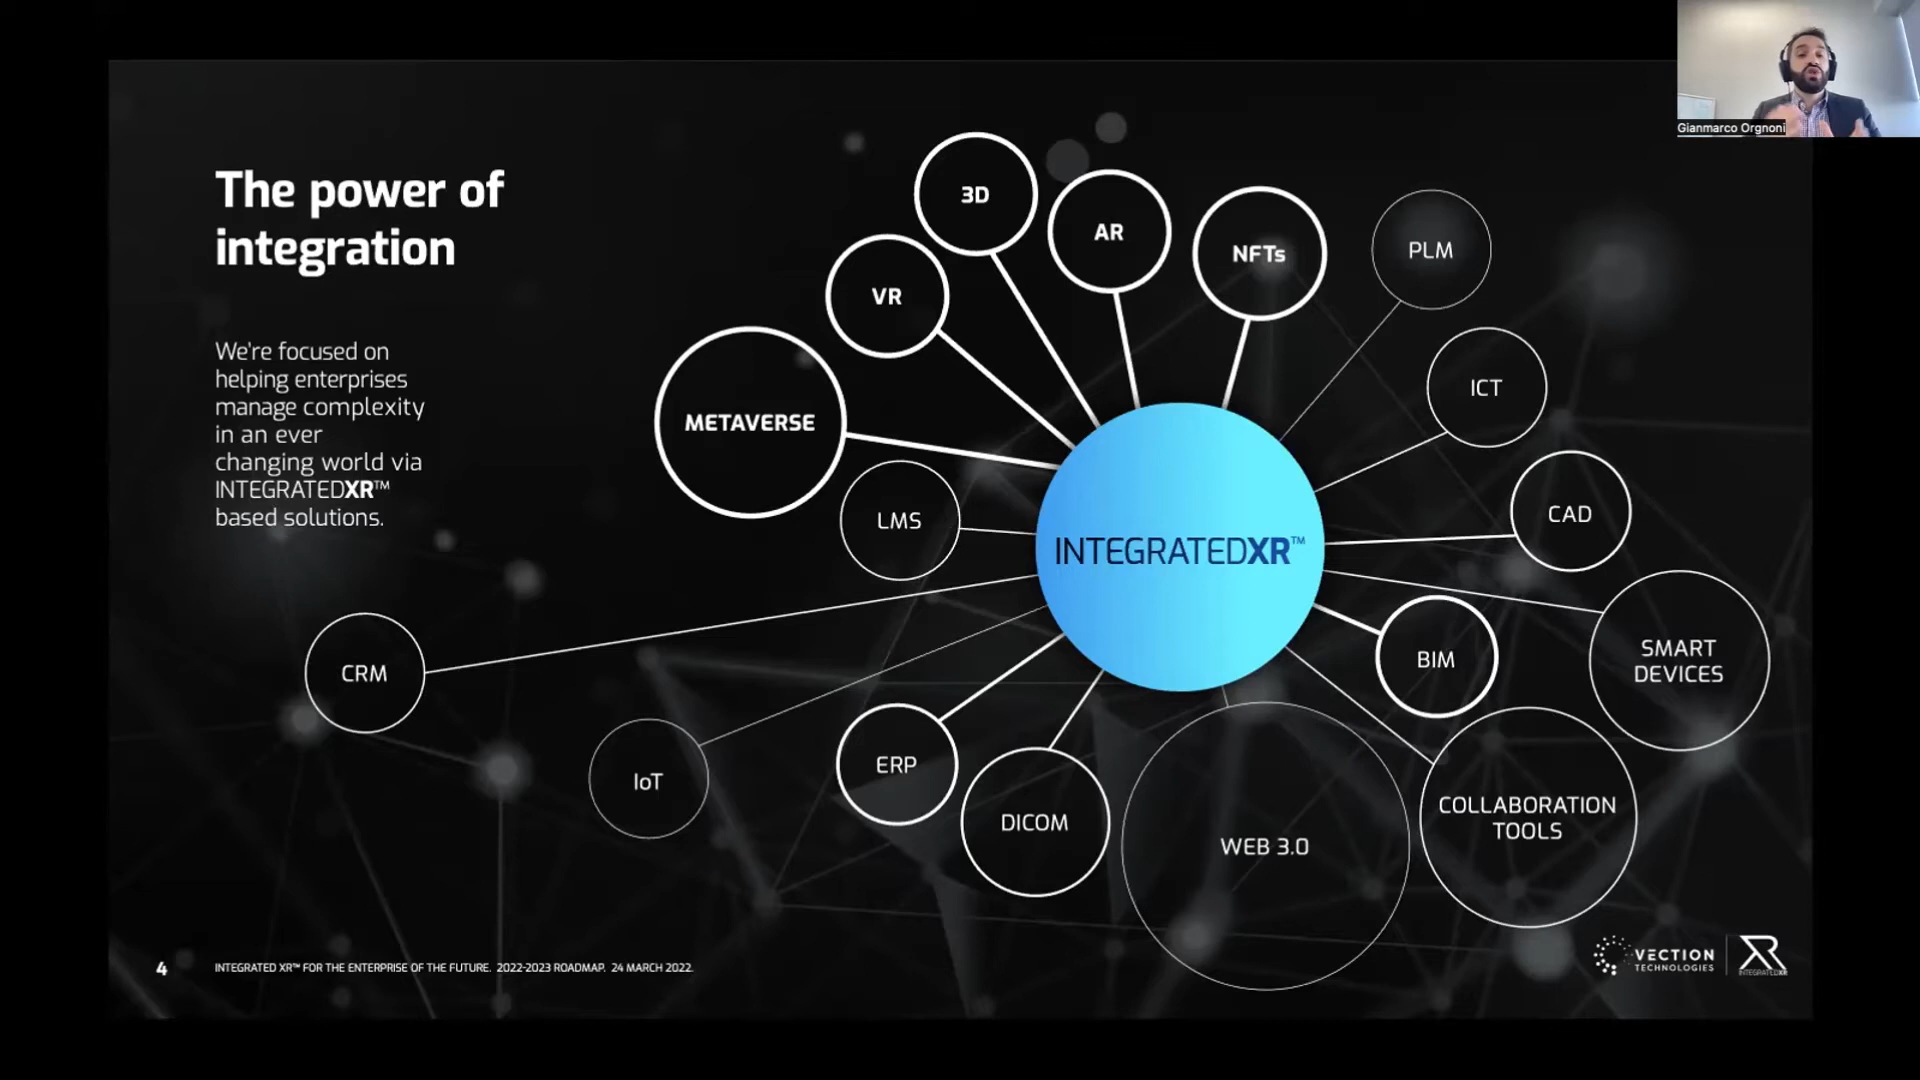 Gianmarco Orgnoni
The power of
integration
We're focused on
helping enterprises
manage complexity
in an ever
changing world via
INTEGRATEDXR™
based solutions.
3D
AR
NFTs
PLM
VR
ICT
METAVERSE
LMS
CAD
INTEGRATEDXR™
BIM
SMART
DEVICES
CRM
IoT
ERP
DICOM
WEB 3.0
COLLABORATION
TOOLS
4
INTEGRATED XR™ FOR THE ENTERPRISE OF THE FUTURE. 2022-2023 ROADMAP. 24 MARCH 2022.
VECTION
TECHNOLOGIES
XR
INTEGRATEDXR